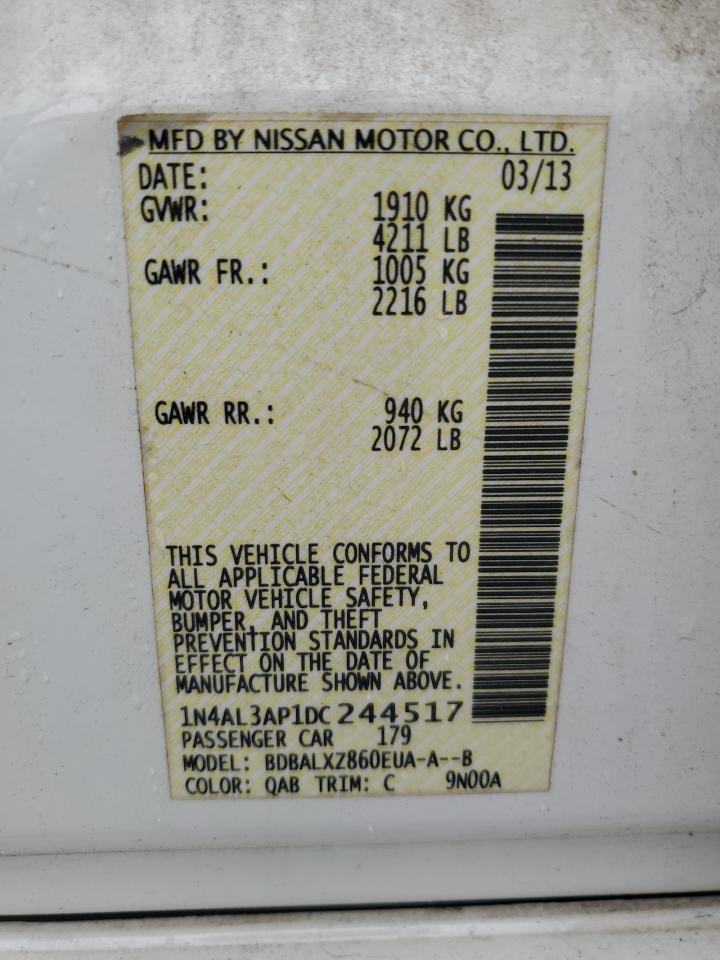 MFD BY NISSAN MOTOR CO., LTD.
DATE: 03/13
GVWR: 1910 KG
4211 LB
GAWR FR.: 1005 KG
2216 LB
GAWR RR.: 940 KG
2072 LB
THIS VEHICLE CONFORMS TO
ALL APPLICABLE FEDERAL
MOTOR VEHICLE SAFETY,
BUMPER, AND THEFT
PREVENTION STANDARDS IN
EFFECT ON THE DATE OF
MANUFACTURE SHOWN ABOVE.
1N4AL3AP1DC244517
PASSENGER CAR 179
MODEL: BDBALXZ860EUA-A--B
COLOR: QAB TRIM: C 9N00A